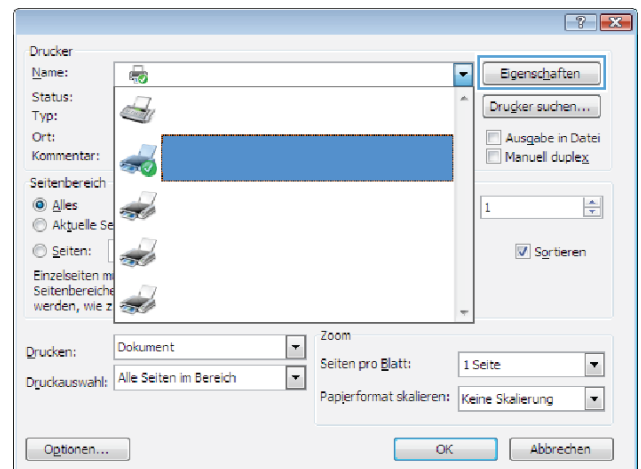 Drucker
Name:
Eigenschaften
Status:
Drucker suchen...
Typ:
Ort:
Ausgabe in Datei
Kommentar:
Manuell duplex
Seitenbereich
Alles
1
Aktuelle Se
Seiten:
Sortieren
Einzelseiten m
Seitenbereiche
werden, wie z
Drucken:
Dokument
Druckauswahl:
Alle Seiten im Bereich
Zoom
Seiten pro Blatt:
1 Seite
Papierformat skalieren:
Keine Skalierung
Optionen...
OK
Abbrechen